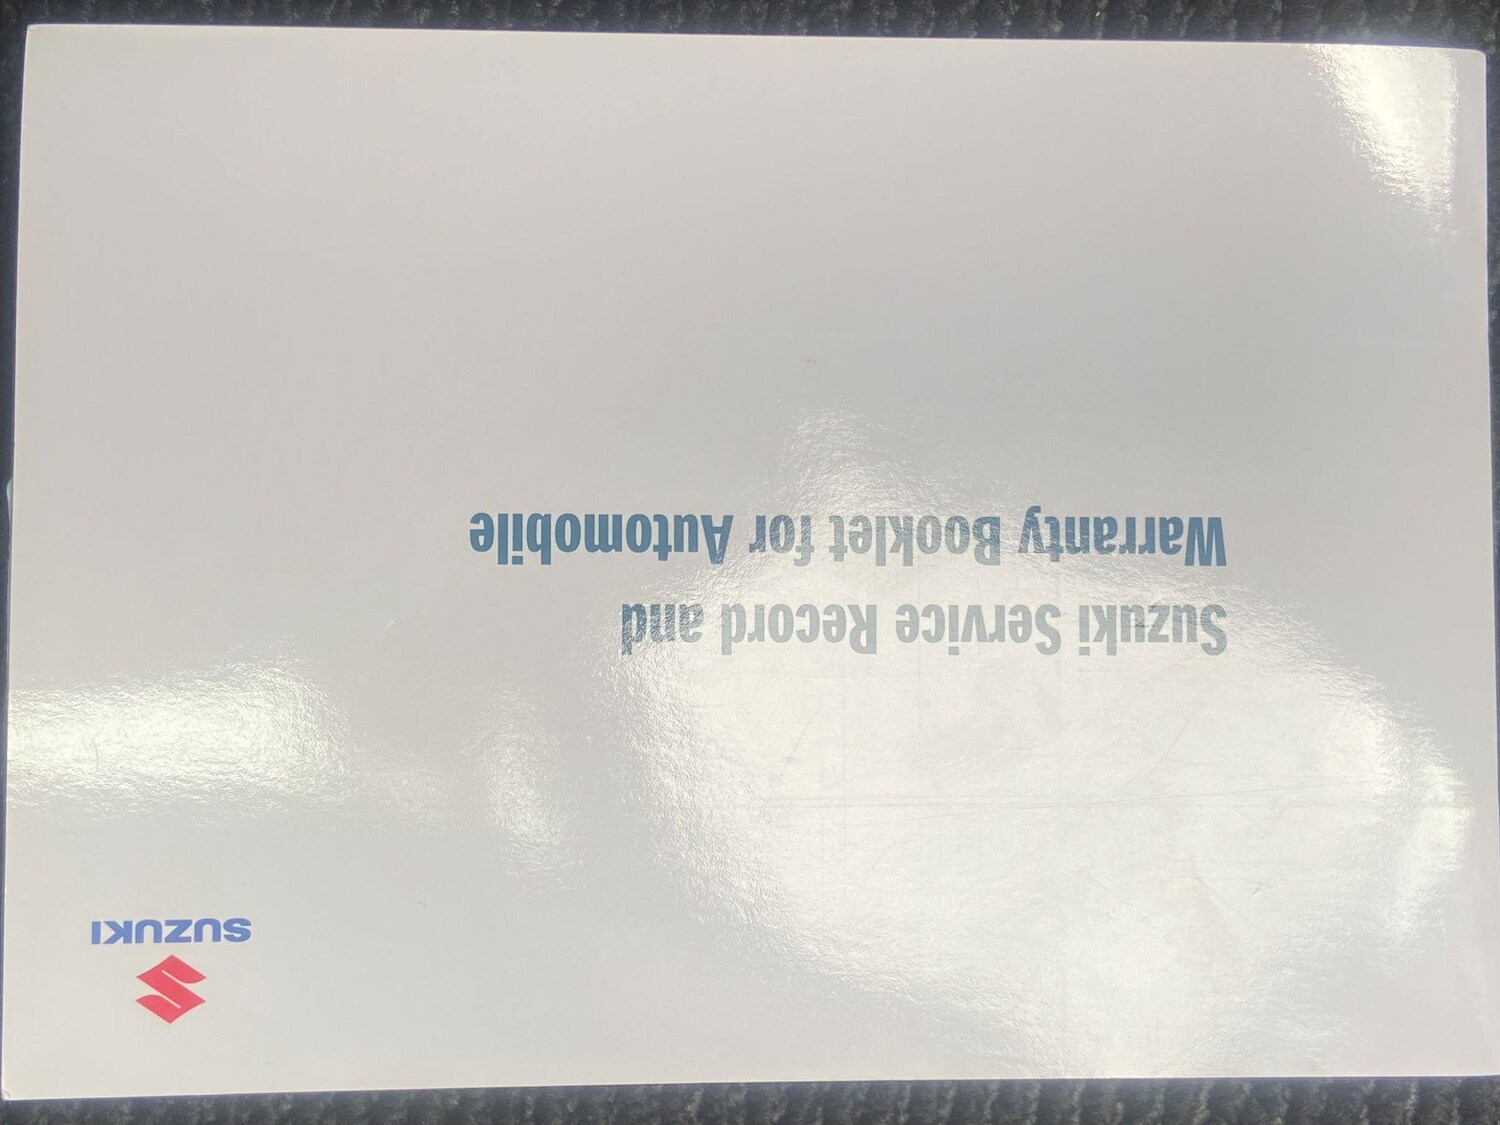 SUZUKI
Suzuki Service Record and
Warranty Booklet for Automobile